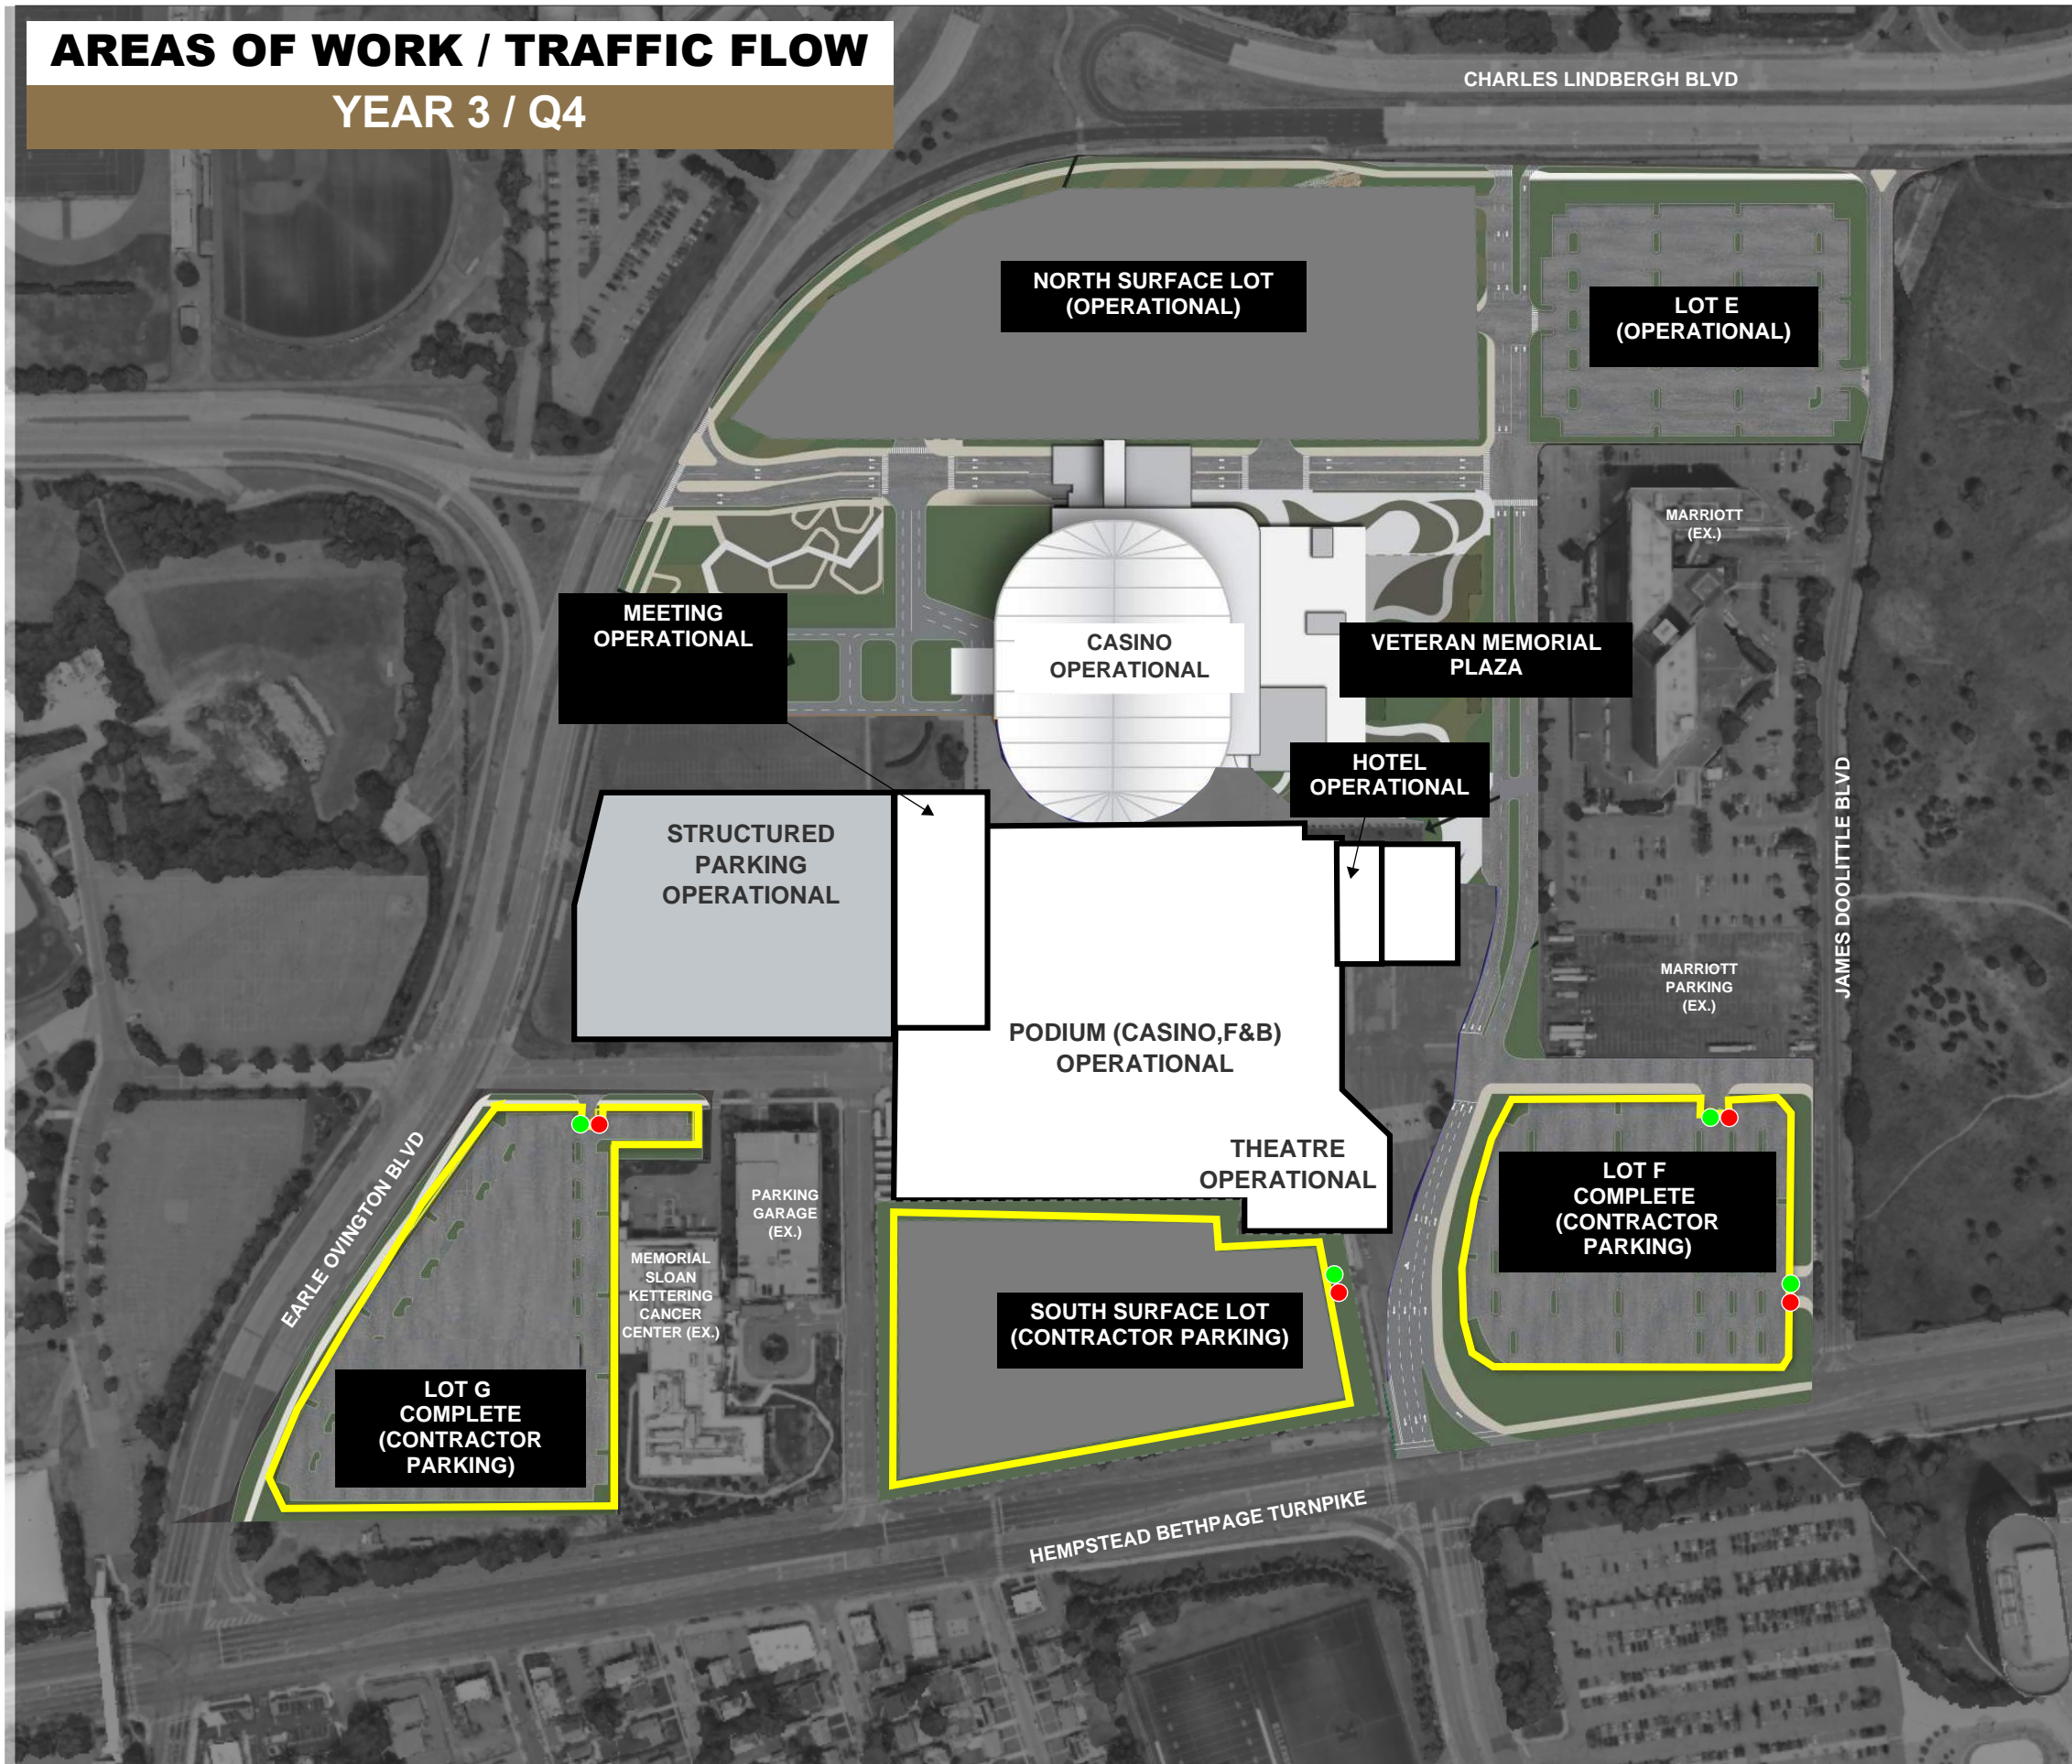 AREAS OF WORK / TRAFFIC FLOW
YEAR 3 / Q4
CHARLES LINDBERGH BLVD
NORTH SURFACE LOT
(OPERATIONAL)
LOT E
(OPERATIONAL)
MARRIOTT
(EX.)
MEETING
OPERATIONAL
CASINO
OPERATIONAL
VETERAN MEMORIAL
PLAZA
HOTEL
OPERATIONAL
JAMES DOOLITTLE BLVD
STRUCTURED
PARKING
OPERATIONAL
MARRIOTT
PARKING
(EX.)
PODIUM (CASINO,F&B)
OPERATIONAL
THEATRE
OPERATIONAL
EARLE OVINGTON BLVD
PARKING
GARAGE
(EX.)
MEMORIAL
SLOAN
KETTERING
CANCER
CENTER (EX.)
LOT F
COMPLETE
(CONTRACTOR
PARKING)
SOUTH SURFACE LOT
(CONTRACTOR PARKING)
LOT G
COMPLETE
(CONTRACTOR
PARKING)
HEMPSTEAD BETHPAGE TURNPIKE